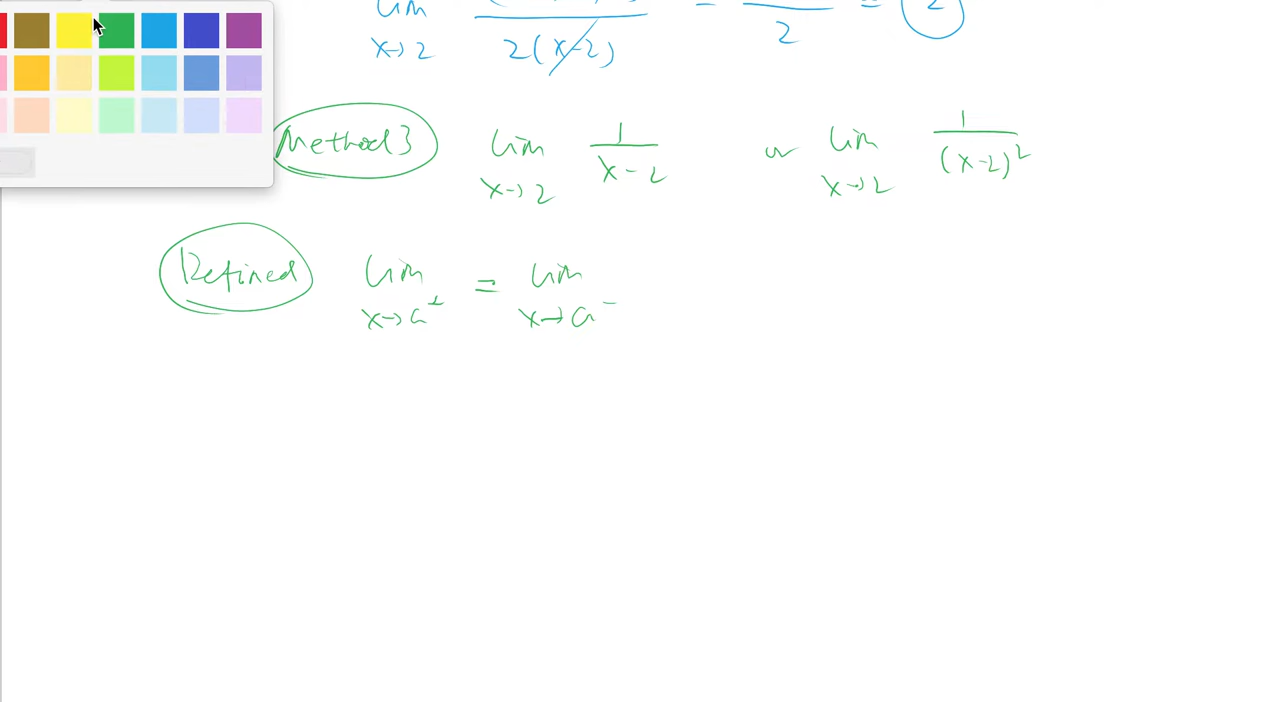 lim x→2 2(x-2) = 2 = 2
Method 3 lim x→2 1/(x-2) or lim x→2 1/(x-2)²
Defined lim x→a⁺ = lim x→a⁻